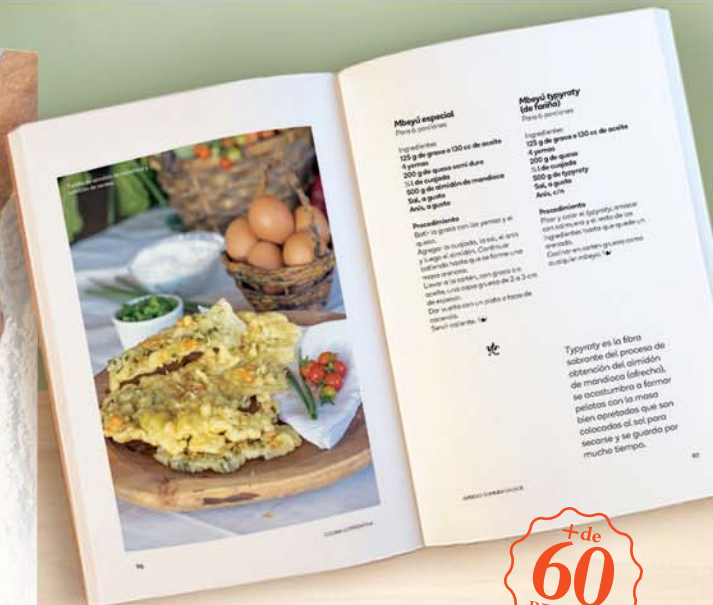 Mbeyú especial
Para 6 porciones
Ingredientes
125 g de grasa o 130 cc de aceite
4 yemas
200 g de queso semi duro
½ l de cuajada
500 g de almidón de mandioca
Sal, a gusto
Anís, a gusto
Procedimiento
Batir la grasa con las yemas y el
queso.
Agregar la cuajada, la sal, el anís
y luego el almidón. Continuar
batiendo hasta que se forme una
masa arenosa.
Llevar a la sartén, con grasa o
aceite, una capa gruesa de 2 a 3 cm
de espesor.
Dar vuelta con un plato o tapa de
cacerola.
Servir caliente.
Mbeyú typyraty
(de fariña)
Para 6 porciones
Ingredientes
125 g de grasa o 130 cc de aceite
4 yemas
200 g de queso
½ l de cuajada
500 g de typyraty
Sal, a gusto
Anís, c/n
Procedimiento
Pisar y colar el typyraty, amasar
con salmuera y el resto de los
ingredientes hasta que quede un
arenado.
Cocinar en sartén gruesa como
cualquier mbeyú.
Typyraty es la fibra
sobrante del proceso de
obtención del almidón
de mandioca (afrecho),
se acostumbra a formar
pelotas con la masa
bien apretadas que son
colocadas al sol para
secarse y se guarda por
mucho tiempo.
96
COCINA CORRENTINA
97
+ de
60